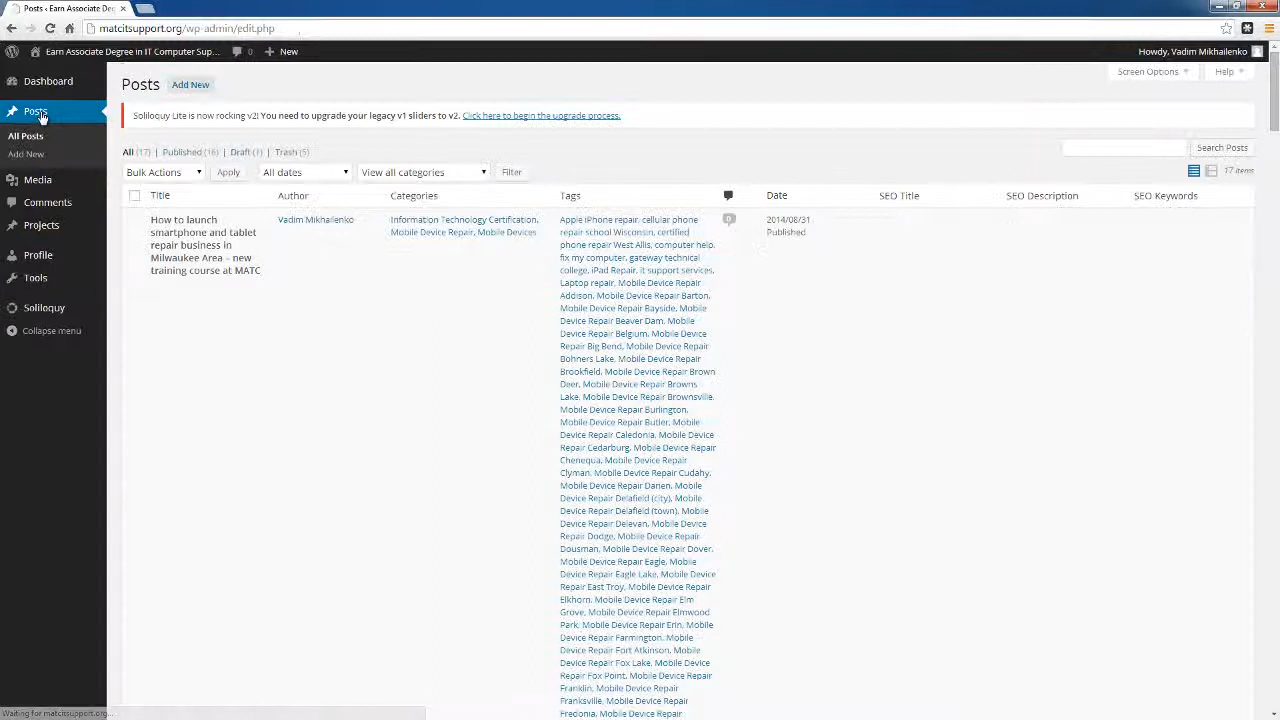 Posts ‹ Earn Associate Deg
matcitsupport.org/wp-admin/edit.php
Earn Associate Degree in IT Computer Sup... 0 New Howdy, Vadim Mikhailenko
Dashboard
Posts
All Posts
Add New
Media
Comments
Projects
Profile
Tools
Soliloquy
Collapse menu
Posts Add New Screen Options Help
Soliloquy Lite is now rocking v2! You need to upgrade your legacy v1 sliders to v2. Click here to begin the upgrade process.
All (17) | Published (16) | Draft (1) | Trash (5) Search Posts
Bulk Actions Apply All dates View all categories Filter 17 items
Title Author Categories Tags Date SEO Title SEO Description SEO Keywords
How to launch
smartphone and tablet
repair business in
Milwaukee Area – new
training course at MATC
Vadim Mikhailenko
Information Technology Certification,
Mobile Device Repair, Mobile Devices
Apple iPhone repair, cellular phone
repair school Wisconsin, certified
phone repair West Allis, computer help,
fix my computer, gateway technical
college, iPad Repair, it support services,
Laptop repair, Mobile Device Repair
Addison, Mobile Device Repair Barton,
Mobile Device Repair Bayside, Mobile
Device Repair Beaver Dam, Mobile
Device Repair Belgium, Mobile Device
Repair Big Bend, Mobile Device Repair
Bohners Lake, Mobile Device Repair
Brookfield, Mobile Device Repair Brown
Deer, Mobile Device Repair Browns
Lake, Mobile Device Repair Brownsville,
Mobile Device Repair Burlington,
Mobile Device Repair Butler, Mobile
Device Repair Caledonia, Mobile Device
Repair Cedarburg, Mobile Device Repair
Chenequa, Mobile Device Repair
Clyman, Mobile Device Repair Cudahy,
Mobile Device Repair Darien, Mobile
Device Repair Delafield (city), Mobile
Device Repair Delafield (town), Mobile
Device Repair Delevan, Mobile Device
Repair Dodge, Mobile Device Repair
Dousman, Mobile Device Repair Dover,
Mobile Device Repair Eagle, Mobile
Device Repair Eagle Lake, Mobile Device
Repair East Troy, Mobile Device Repair
Elkhorn, Mobile Device Repair Elm
Grove, Mobile Device Repair Elmwood
Park, Mobile Device Repair Erin, Mobile
Device Repair Farmington, Mobile
Device Repair Fort Atkinson, Mobile
Device Repair Fox Lake, Mobile Device
Repair Fox Point, Mobile Device Repair
Franklin, Mobile Device Repair
Franksville, Mobile Device Repair
Fredonia, Mobile Device Repair
0
2014/08/31
Published
Waiting for matcitsupport.org...